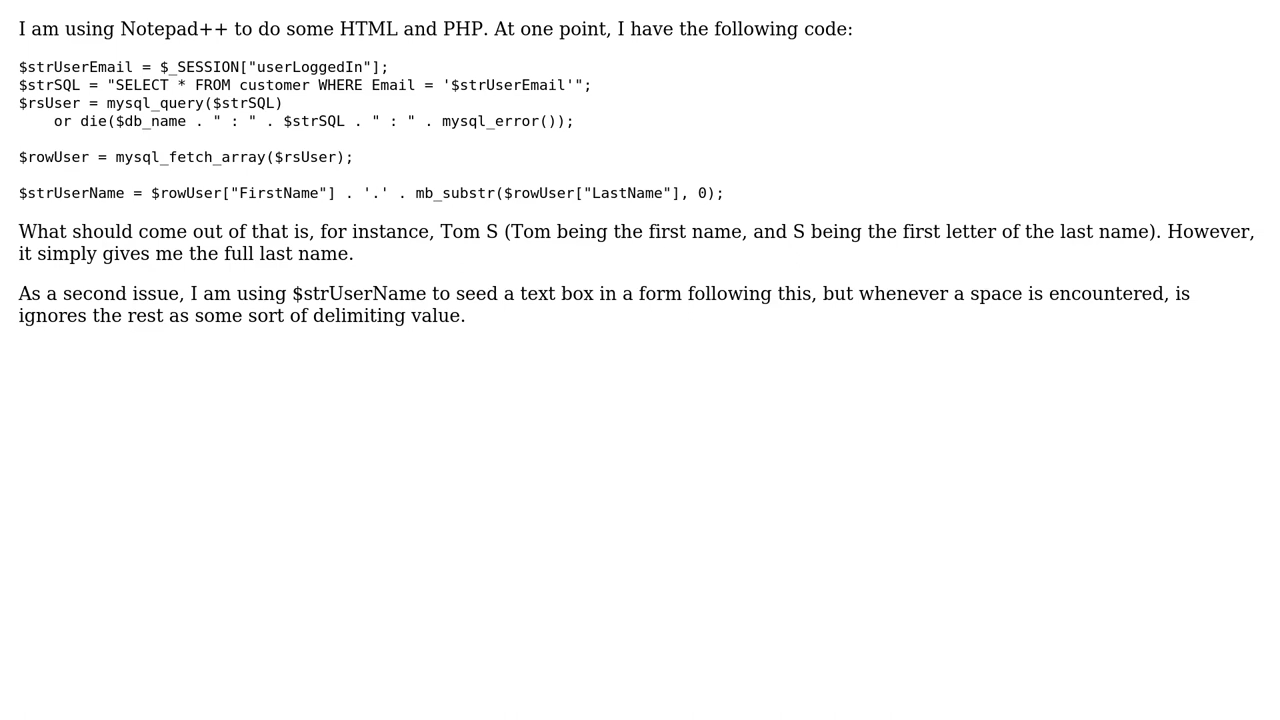 I am using Notepad++ to do some HTML and PHP. At one point, I have the following code:
$strUserEmail = $_SESSION["userLoggedIn"];
$strSQL = "SELECT * FROM customer WHERE Email = '$strUserEmail'";
$rsUser = mysql_query($strSQL)
    or die($db_name . " : " . $strSQL . " : " . mysql_error());
$rowUser = mysql_fetch_array($rsUser);
$strUserName = $rowUser["FirstName"] . '.' . mb_substr($rowUser["LastName"], 0);
What should come out of that is, for instance, Tom S (Tom being the first name, and S being the first letter of the last name). However,
it simply gives me the full last name.
As a second issue, I am using $strUserName to seed a text box in a form following this, but whenever a space is encountered, is
ignores the rest as some sort of delimiting value.